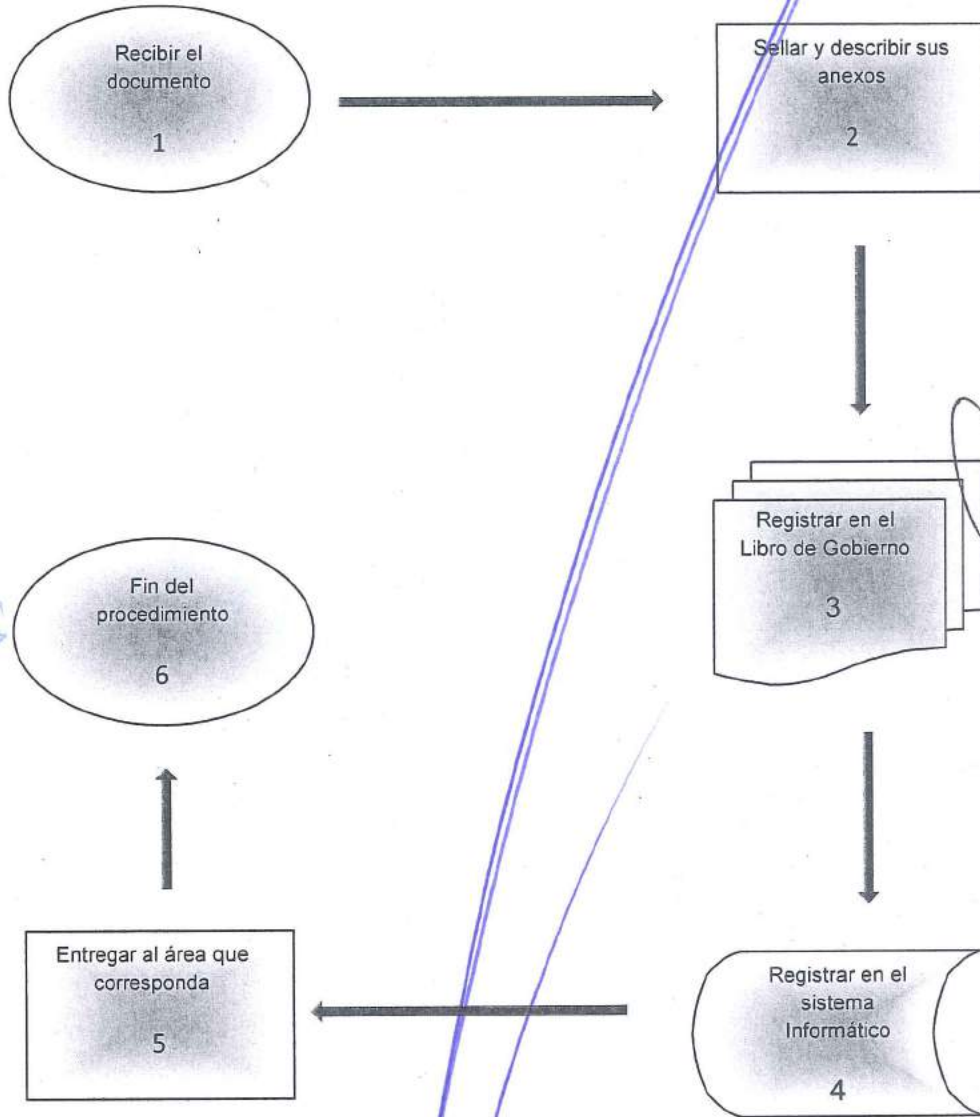 Recibir el
documento
1
Sellar y describir sus
anexos
2
Registrar en el
Libro de Gobierno
3
Registrar en el
sistema
Informático
4
Entregar al área que
corresponda
5
Fin del
procedimiento
6